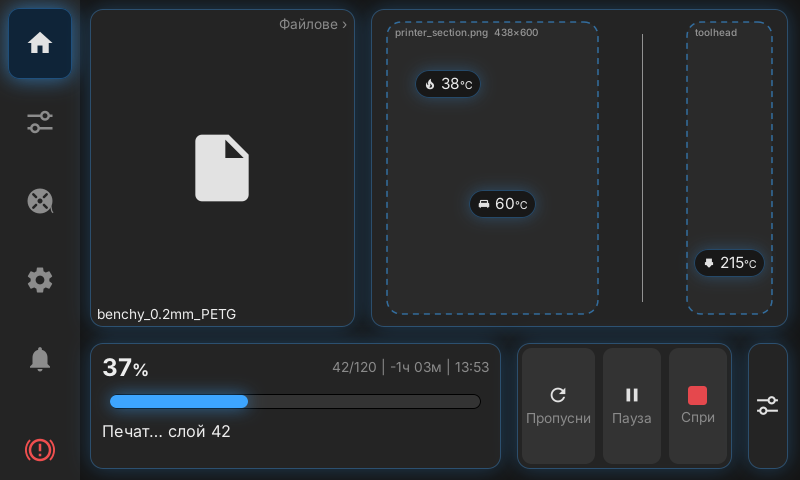 Файлове ›
benchy_0.2mm_PETG
printer_section.png 438×600
toolhead
38°C
60°C
215°C
37%
42/120 | -1ч 03м | 13:53
Печат... слой 42
Пропусни
Пауза
Спри